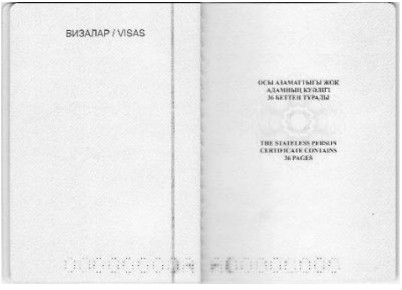 ВИЗАЛАР / VISAS
ОСЫ АЗАМАТТЫҒЫ ЖОҚ
АДАМНЫҢ КУӘЛІГІ
36 БЕТТЕН ТҰРАДЫ
THE STATELESS PERSON
CERTIFICATE CONTAINS
36 PAGES